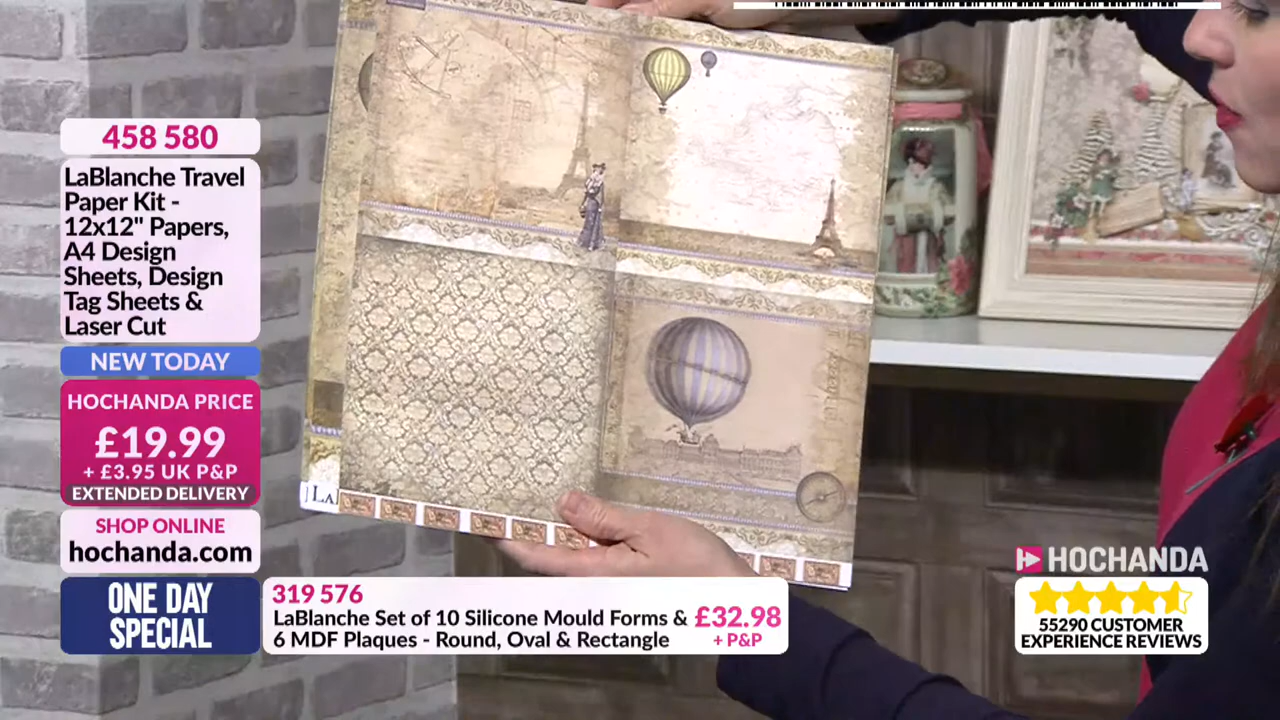 458 580
LaBlanche Travel
Paper Kit -
12x12" Papers,
A4 Design
Sheets, Design
Tag Sheets &
Laser Cut
NEW TODAY
HOCHANDA PRICE
£19.99
+ £3.95 UK P&P
EXTENDED DELIVERY
SHOP ONLINE
hochanda.com
ONE DAY
SPECIAL
319 576
LaBlanche Set of 10 Silicone Mould Forms &
6 MDF Plaques - Round, Oval & Rectangle
£32.98
+ P&P
HOCHANDA
55290 CUSTOMER
EXPERIENCE REVIEWS
LA